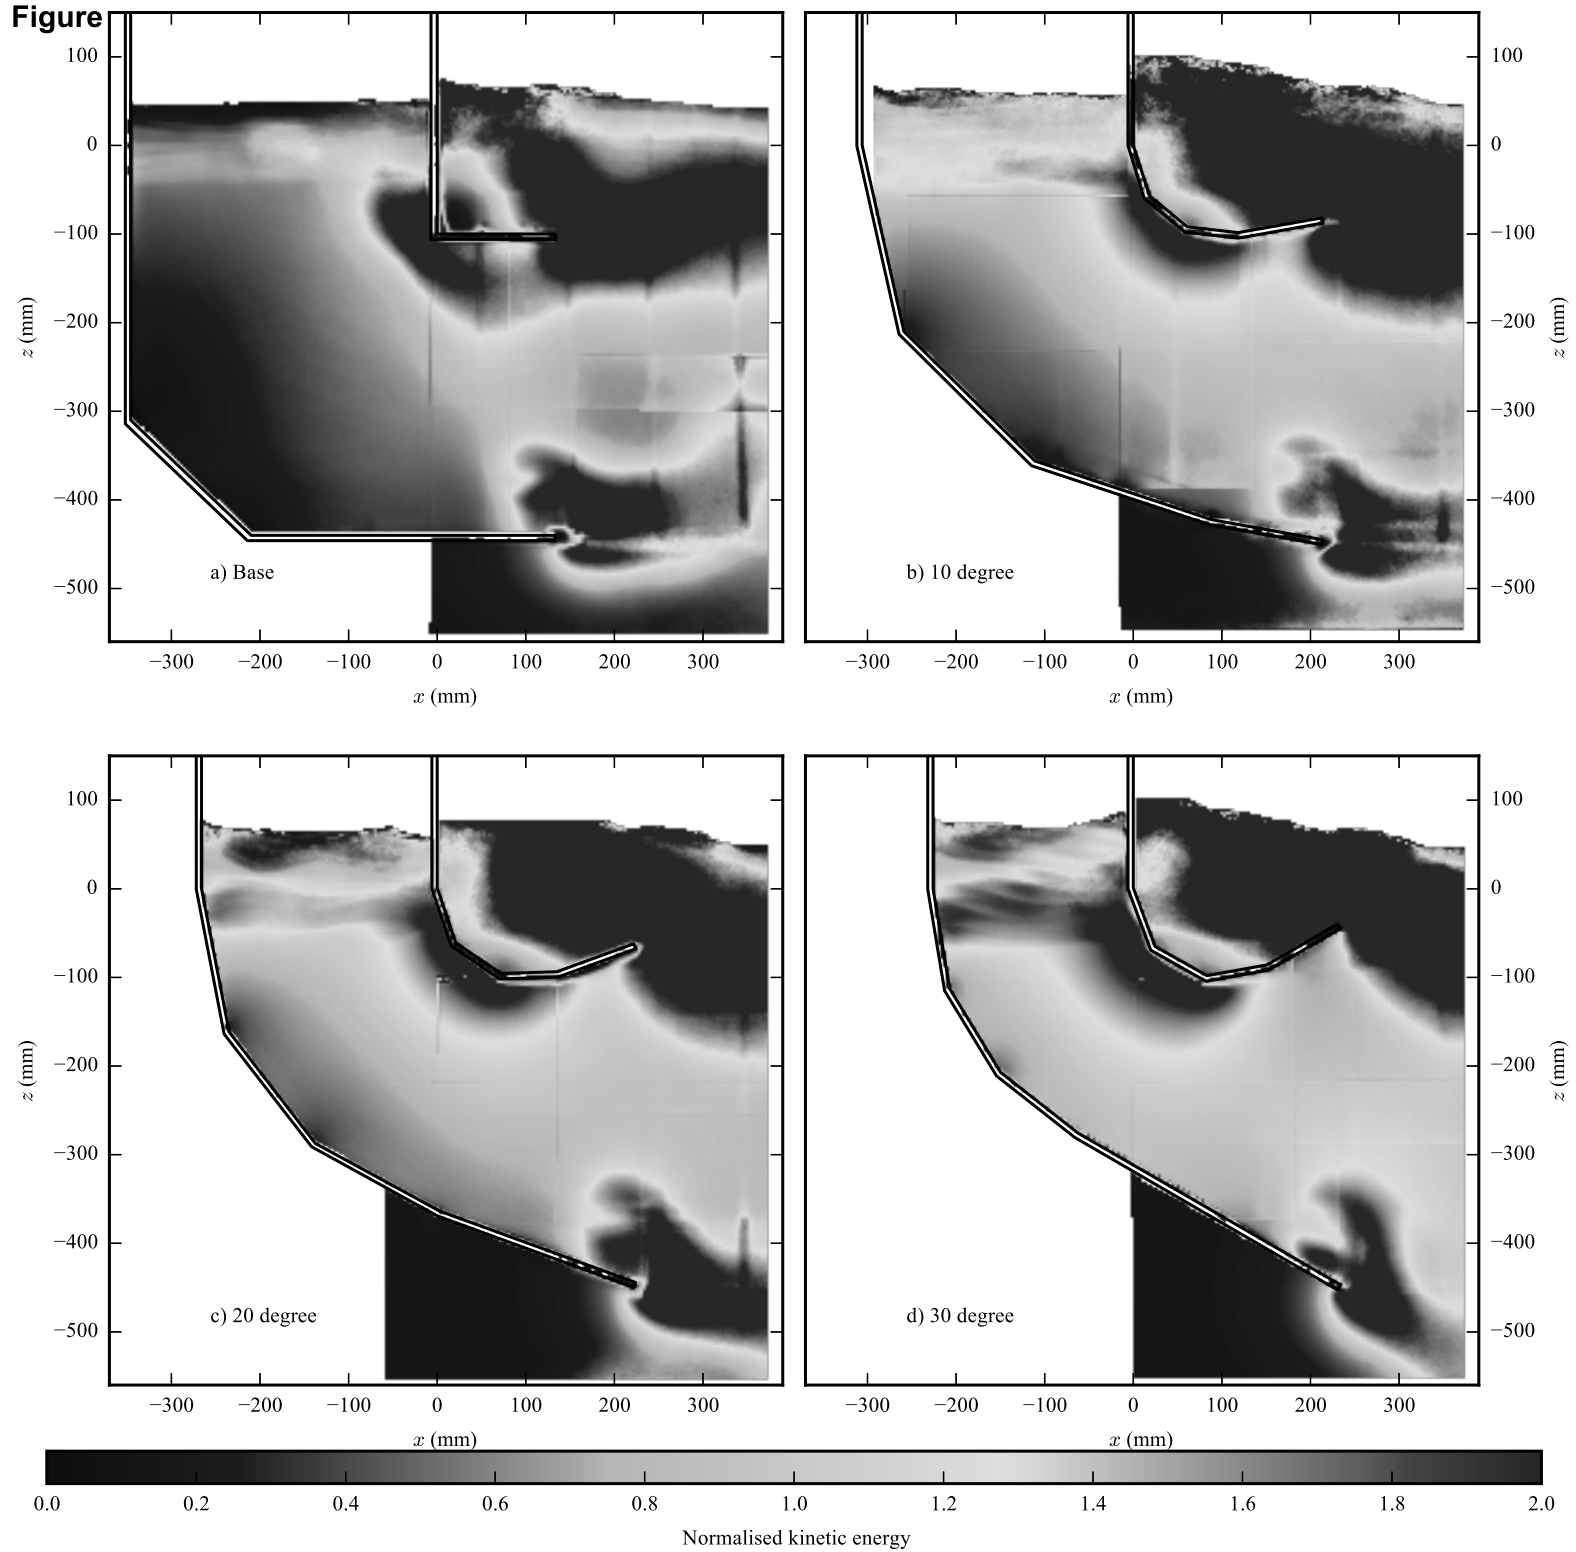 Figure
100
0
−100
−200
−300
−400
−500
z (mm)
a) Base
−300 −200 −100 0 100 200 300
x (mm)
100
0
−100
−200
−300
−400
−500
z (mm)
b) 10 degree
−300 −200 −100 0 100 200 300
x (mm)
100
0
−100
−200
−300
−400
−500
z (mm)
c) 20 degree
−300 −200 −100 0 100 200 300
x (mm)
100
0
−100
−200
−300
−400
−500
z (mm)
d) 30 degree
−300 −200 −100 0 100 200 300
x (mm)
0.0 0.2 0.4 0.6 0.8 1.0 1.2 1.4 1.6 1.8 2.0
Normalised kinetic energy